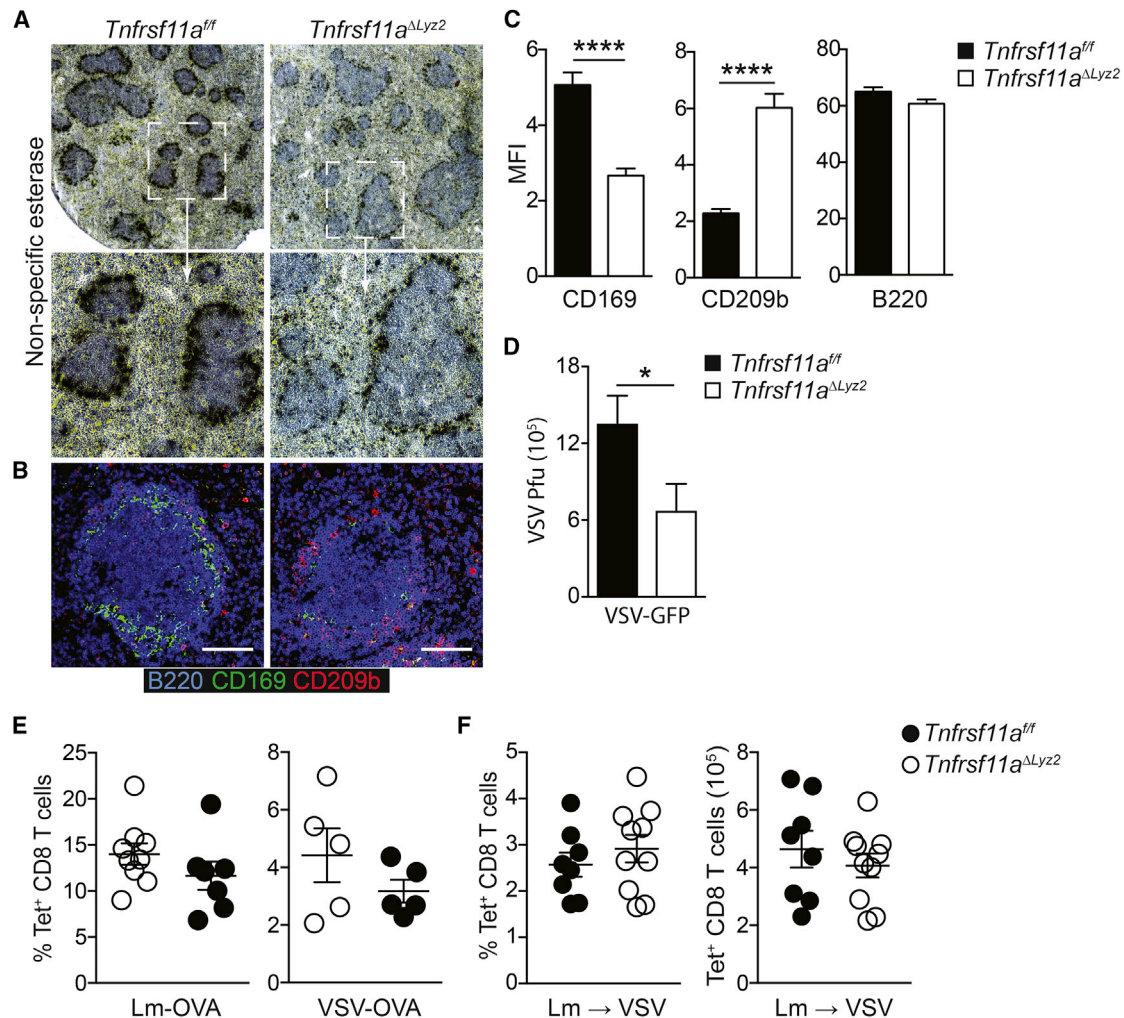 A
Tnfrsf11a^f/f
Tnfrsf11a^ΔLyz2
Non-specific esterase
B
B220 CD169 CD209b
C
MFI
6
4
2
0
****
CD169
8
6
4
2
0
****
CD209b
80
60
40
20
0
B220
Tnfrsf11a^f/f
Tnfrsf11a^ΔLyz2
D
Tnfrsf11a^f/f
Tnfrsf11a^ΔLyz2
VSV Pfu (10⁵)
18
12
6
0
*
VSV-GFP
E
% Tet⁺ CD8 T cells
25
20
15
10
5
0
Lm-OVA
8
6
4
2
0
VSV-OVA
F
% Tet⁺ CD8 T cells
5
4
3
2
1
0
Lm → VSV
Tet⁺ CD8 T cells (10⁵)
8
6
4
2
0
Lm → VSV
Tnfrsf11a^f/f
Tnfrsf11a^ΔLyz2